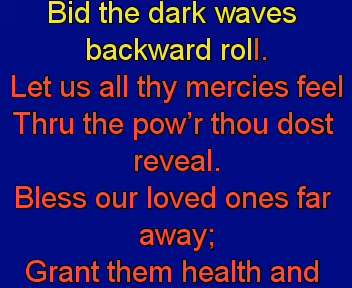 Bid the dark waves
backward roll.
Let us all thy mercies feel
Thru the pow’r thou dost
reveal.
Bless our loved ones far
away;
Grant them health and